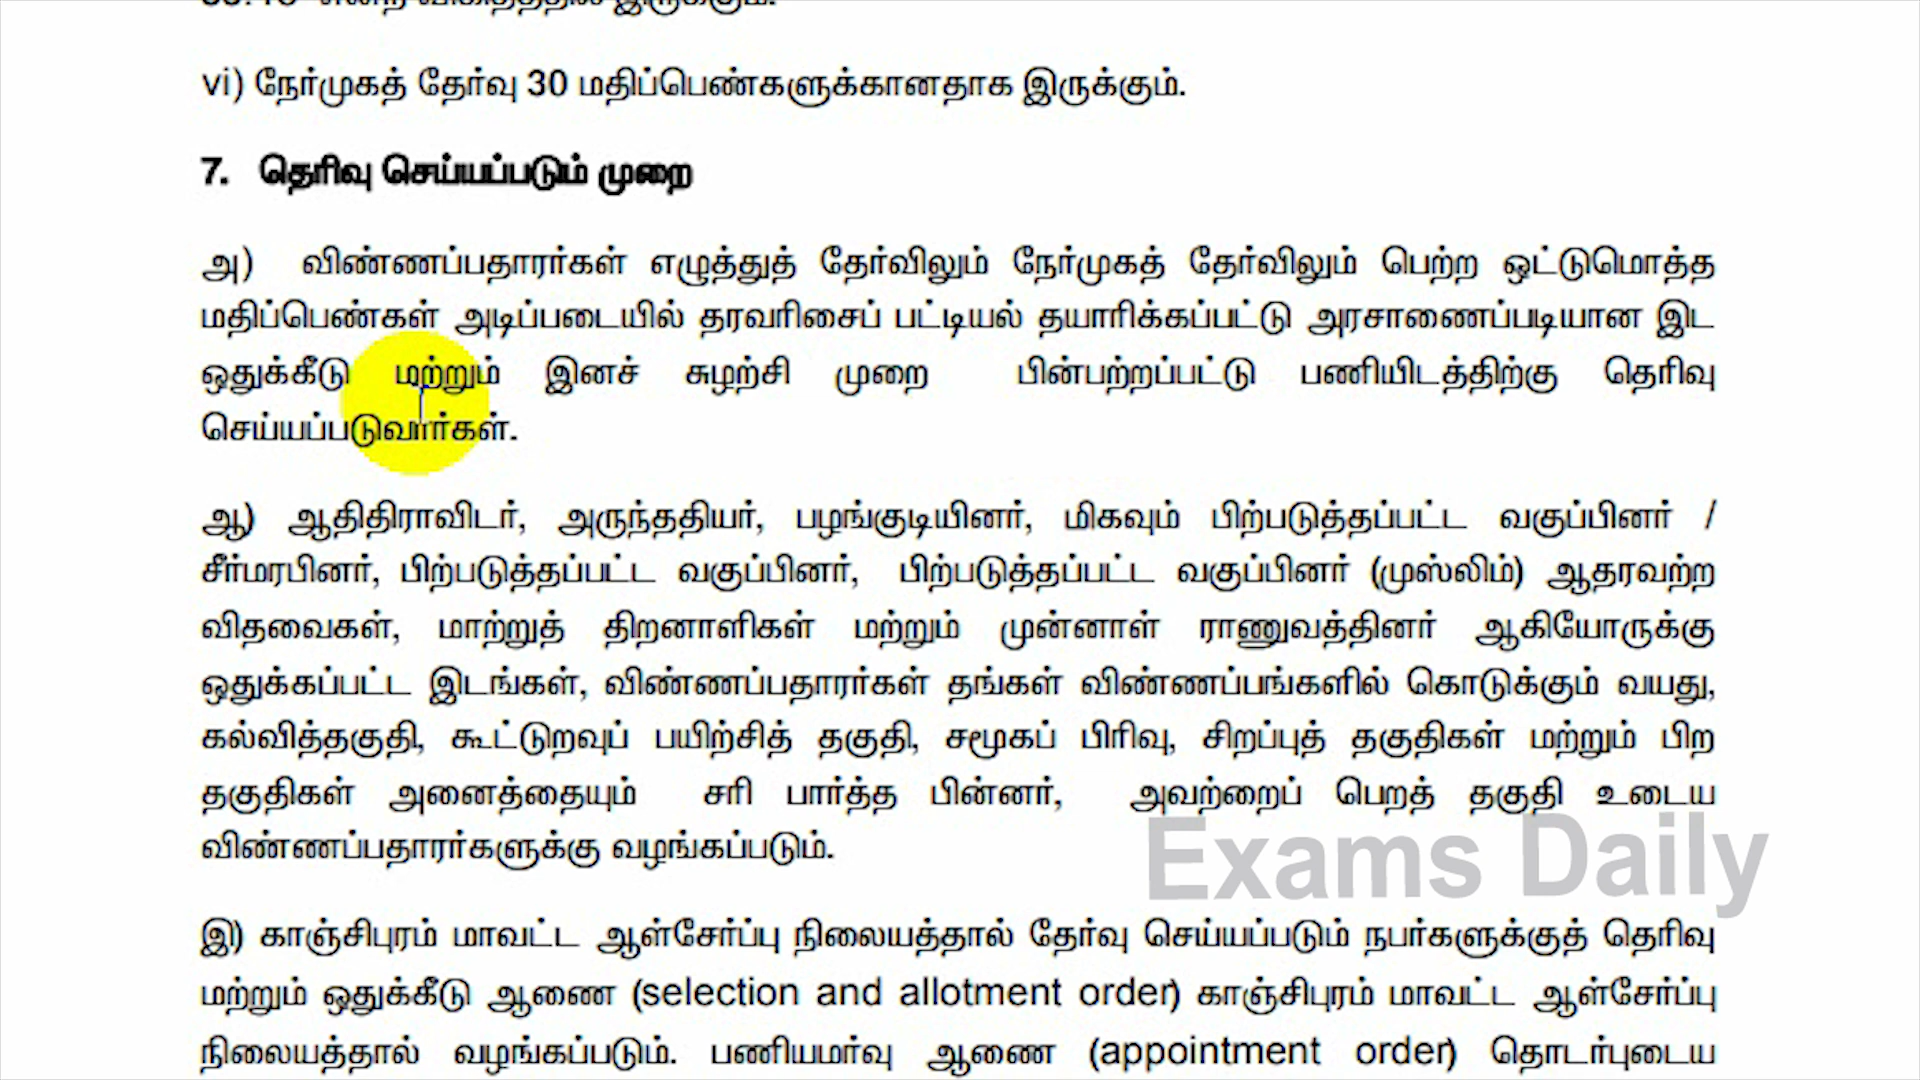 vi) நேர்முகத் தேர்வு 30 மதிப்பெண்களுக்கானதாக இருக்கும்.
7. தெரிவு செய்யப்படும் முறை
அ) விண்ணப்பதாரர்கள் எழுத்துத் தேர்விலும் நேர்முகத் தேர்விலும் பெற்ற ஒட்டுமொத்த
மதிப்பெண்கள் அடிப்படையில் தரவரிசைப் பட்டியல் தயாரிக்கப்பட்டு அரசாணைப்படியான இட
ஒதுக்கீடு மற்றும் இனச் சுழற்சி முறை பின்பற்றப்பட்டு பணியிடத்திற்கு தெரிவு
செய்யப்படுவார்கள்.
ஆ) ஆதிதிராவிடர், அருந்ததியர், பழங்குடியினர், மிகவும் பிற்படுத்தப்பட்ட வகுப்பினர் /
சீர்மரபினர், பிற்படுத்தப்பட்ட வகுப்பினர், பிற்படுத்தப்பட்ட வகுப்பினர் (முஸ்லிம்) ஆதரவற்ற
விதவைகள், மாற்றுத் திறனாளிகள் மற்றும் முன்னாள் ராணுவத்தினர் ஆகியோருக்கு
ஒதுக்கப்பட்ட இடங்கள், விண்ணப்பதாரர்கள் தங்கள் விண்ணப்பங்களில் கொடுக்கும் வயது,
கல்வித்தகுதி, கூட்டுறவுப் பயிற்சித் தகுதி, சமூகப் பிரிவு, சிறப்புத் தகுதிகள் மற்றும் பிற
தகுதிகள் அனைத்தையும் சரி பார்த்த பின்னர், அவற்றைப் பெறத் தகுதி உடைய
விண்ணப்பதாரர்களுக்கு வழங்கப்படும்.
Exams Daily
இ) காஞ்சிபுரம் மாவட்ட ஆள்சேர்ப்பு நிலையத்தால் தேர்வு செய்யப்படும் நபர்களுக்குத் தெரிவு
மற்றும் ஒதுக்கீடு ஆணை (selection and allotment order) காஞ்சிபுரம் மாவட்ட ஆள்சேர்ப்பு
நிலையத்தால் வழங்கப்படும். பணியமர்வு ஆணை (appointment order) தொடர்புடைய